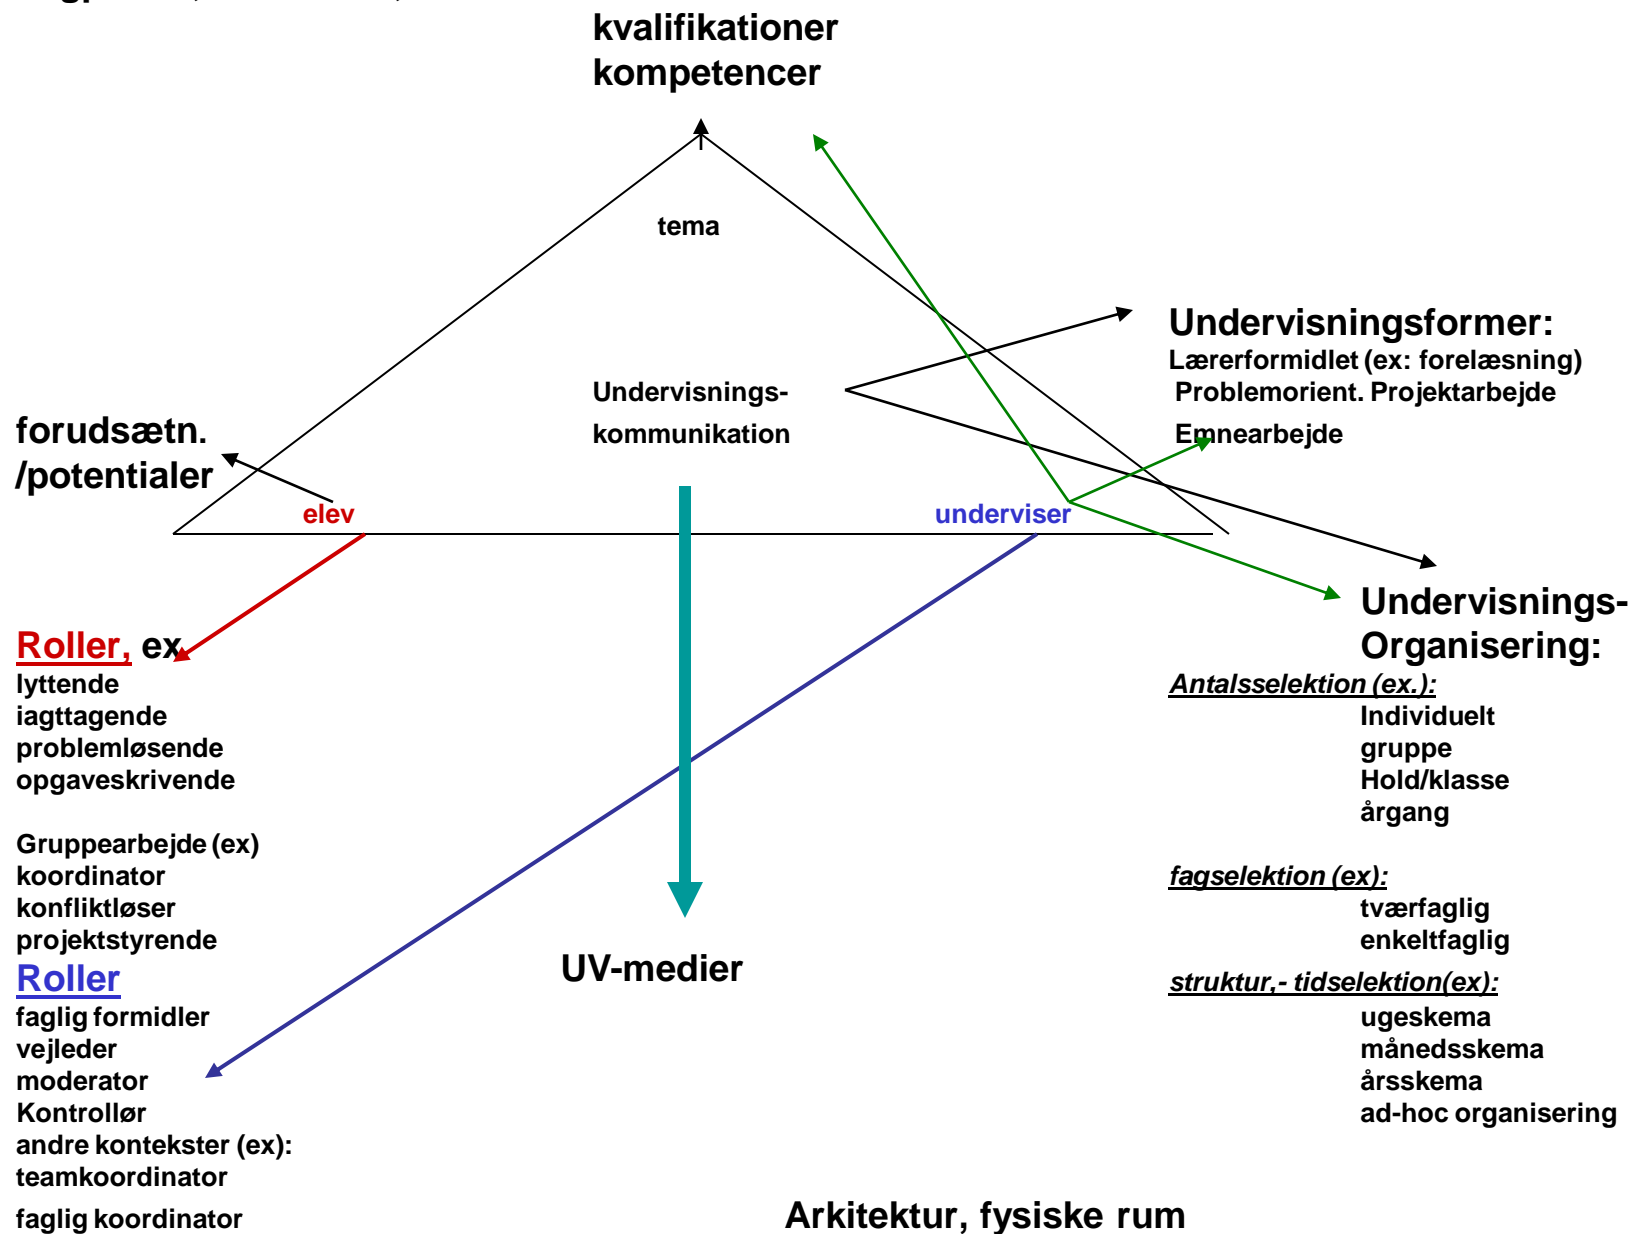 kvalifikationer
kompetencer
tema
Undervisnings-
kommunikation
Undervisningsformer:
Lærerformidlet (ex: forelæsning)
Problemorient. Projektarbejde
Emnearbejde
forudsætn.
/potentialer
elev
underviser
Roller, ex
lyttende
iagttagende
problemløsende
opgaveskrivende
Gruppearbejde (ex)
koordinator
konfliktløser
projektstyrende
Roller
faglig formidler
vejleder
moderator
Kontrollør
andre kontekster (ex):
teamkoordinator
faglig koordinator
UV-medier
Undervisnings-
Organisering:
Antalsselektion (ex.):
Individuelt
gruppe
Hold/klasse
årgang
fagselektion (ex):
tværfaglig
enkeltfaglig
struktur,- tidselektion(ex):
ugeskema
månedsskema
årsskema
ad-hoc organisering
Arkitektur, fysiske rum